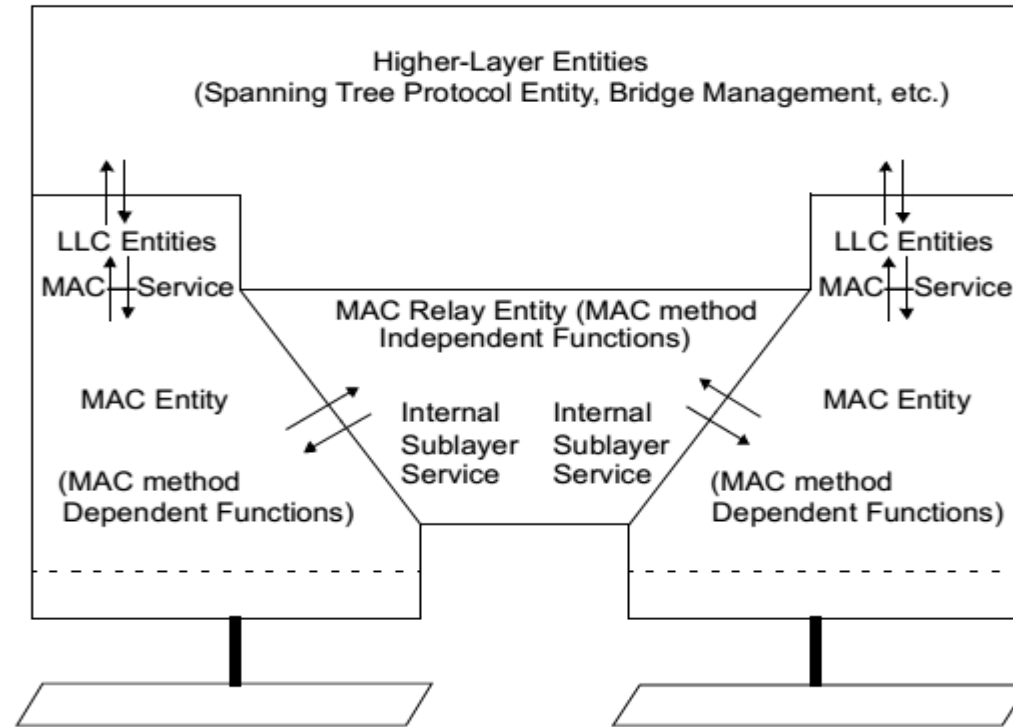 Higher-Layer Entities
(Spanning Tree Protocol Entity, Bridge Management, etc.)
LLC Entities
MAC Service
LLC Entities
MAC Service
MAC Relay Entity (MAC method
Independent Functions)
MAC Entity
(MAC method
Dependent Functions)
Internal
Sublayer
Service
Internal
Sublayer
Service
MAC Entity
(MAC method
Dependent Functions)